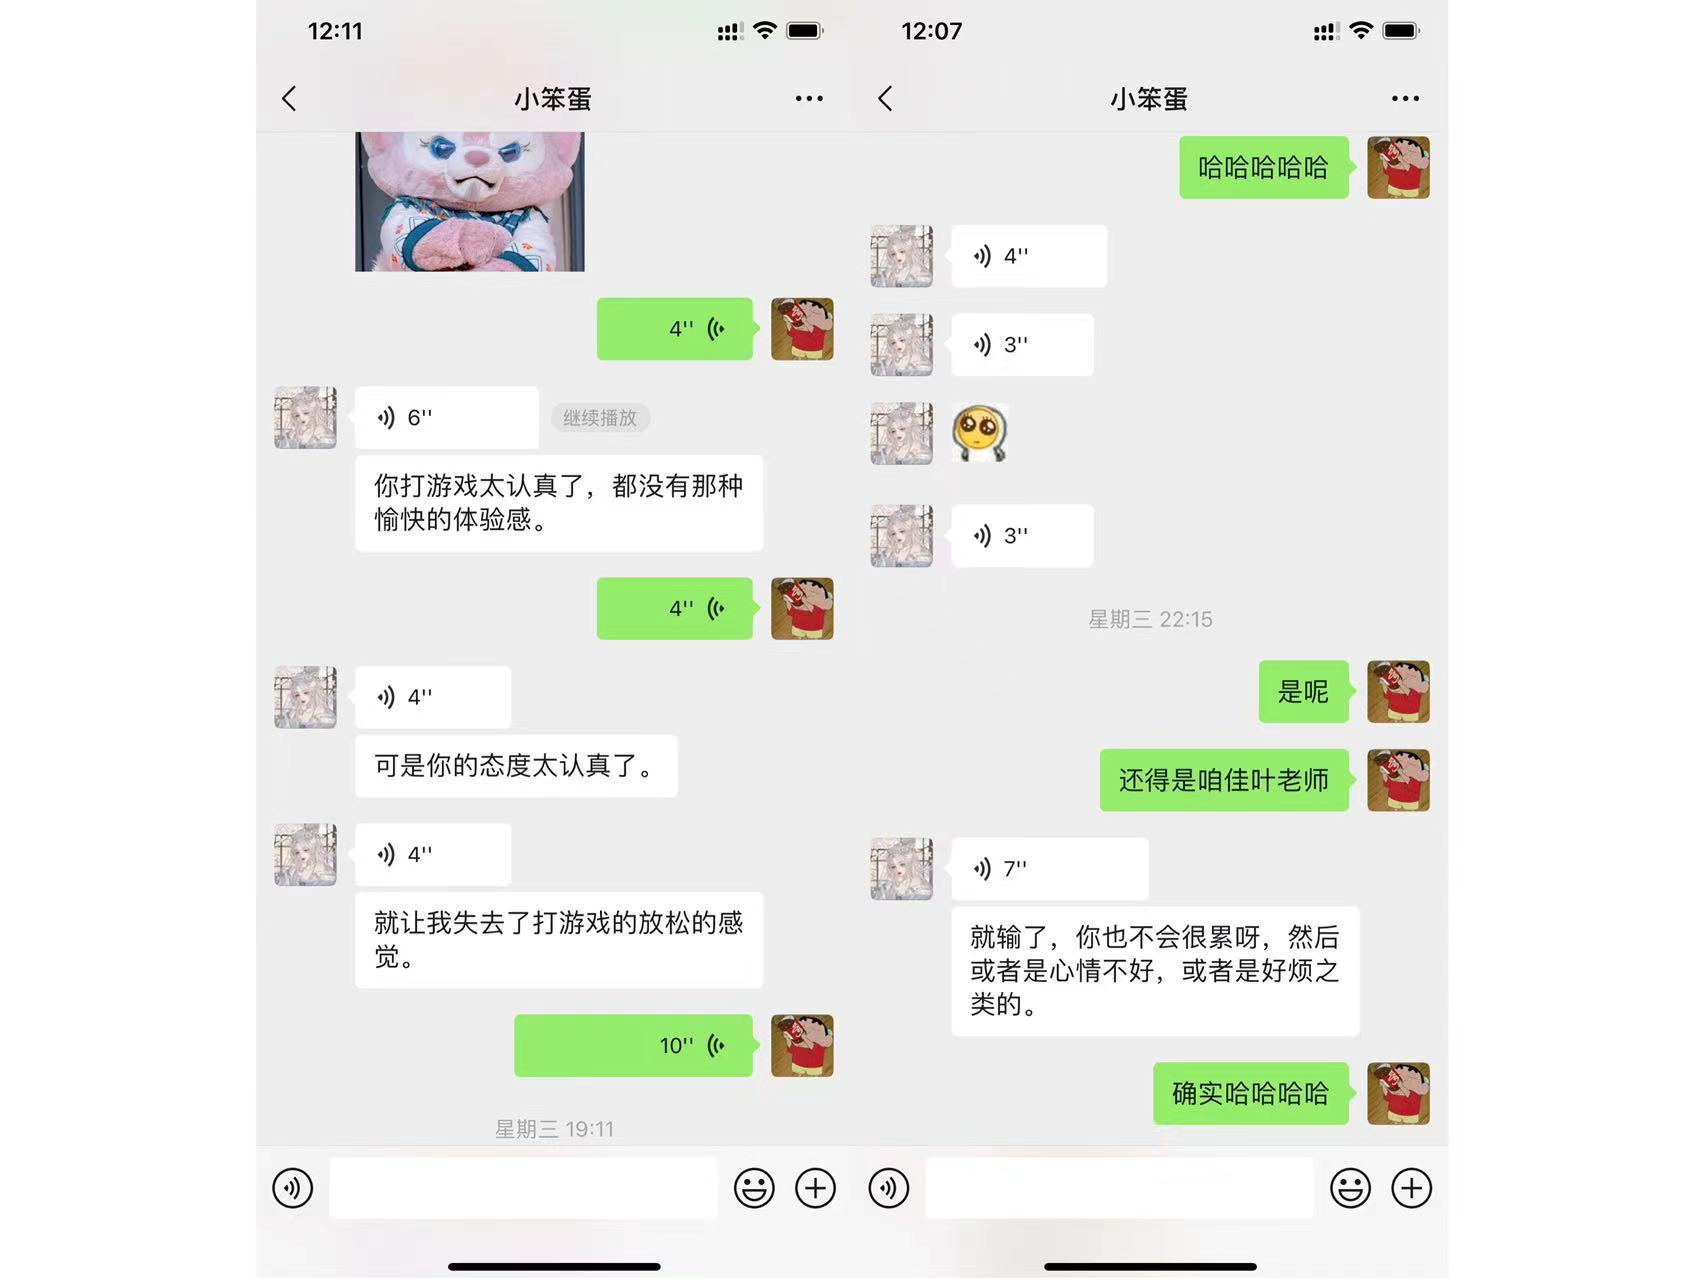 12:11
小笨蛋
4''
6''
继续播放
你打游戏太认真了，都没有那种
愉快的体验感。
4''
4''
可是你的态度太认真了。
4''
就让我失去了打游戏的放松的感
觉。
10''
星期三 19:11
12:07
小笨蛋
哈哈哈哈哈
4''
3''
3''
星期三 22:15
是呢
还得是咱佳叶老师
7''
就输了，你也不会很累呀，然后
或者是心情不好，或者是好烦之
类的。
确实哈哈哈哈